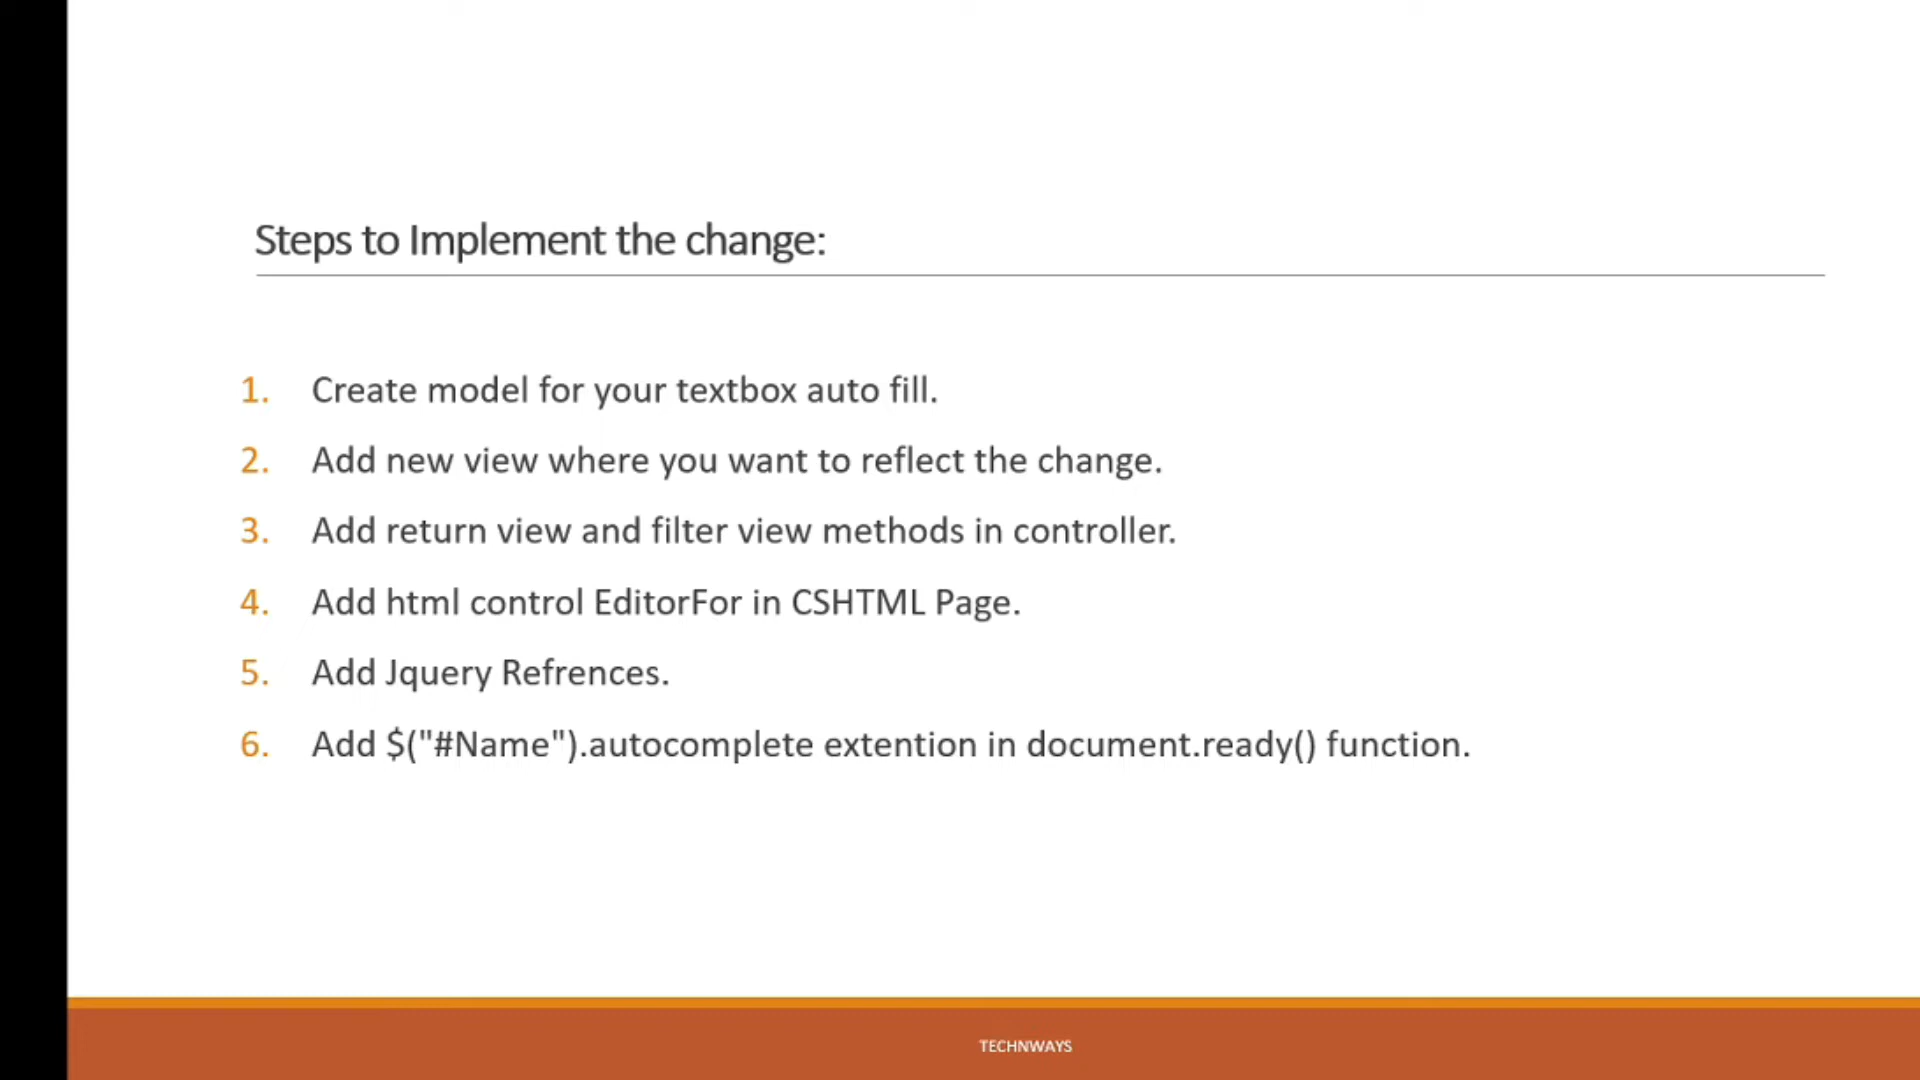 Steps to Implement the change:
1. Create model for your textbox auto fill.
2. Add new view where you want to reflect the change.
3. Add return view and filter view methods in controller.
4. Add html control EditorFor in CSHTML Page.
5. Add Jquery Refrences.
6. Add $("#Name").autocomplete extention in document.ready() function.
TECHNWAYS